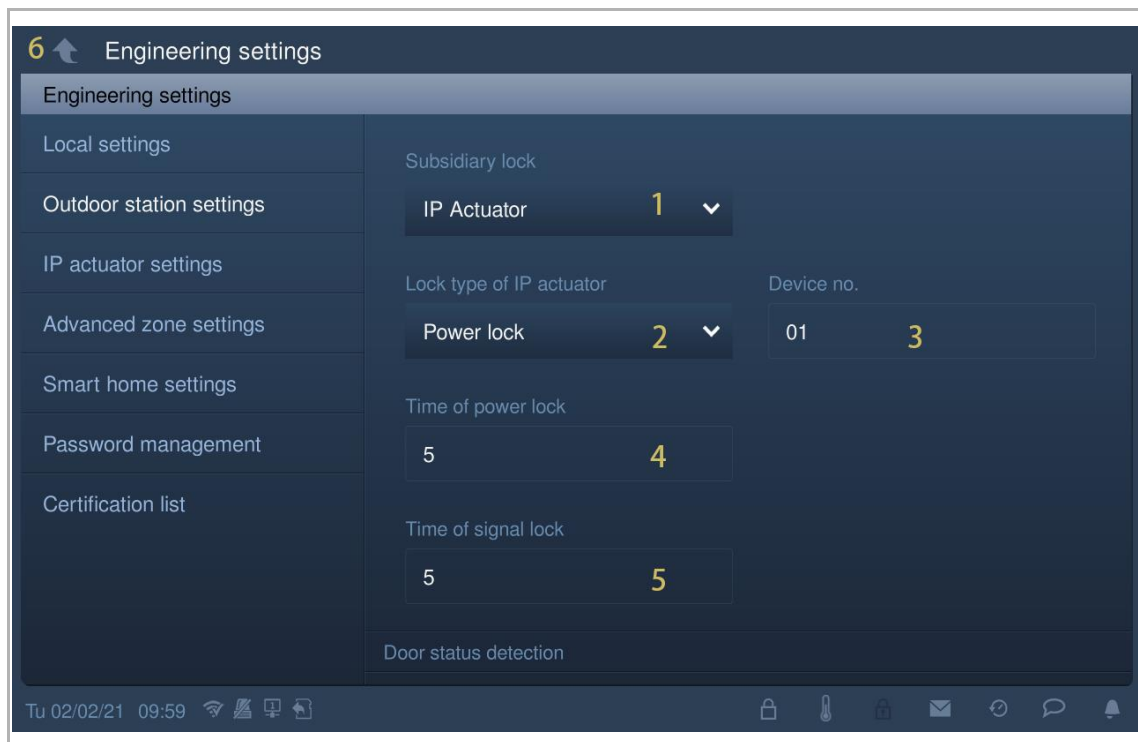 6 Engineering settings
Engineering settings
Local settings
Outdoor station settings
IP actuator settings
Advanced zone settings
Smart home settings
Password management
Certification list
Subsidiary lock
IP Actuator 1
Lock type of IP actuator
Device no.
Power lock 2
01 3
Time of power lock
5 4
Time of signal lock
5 5
Door status detection
Tu 02/02/21 09:59 1